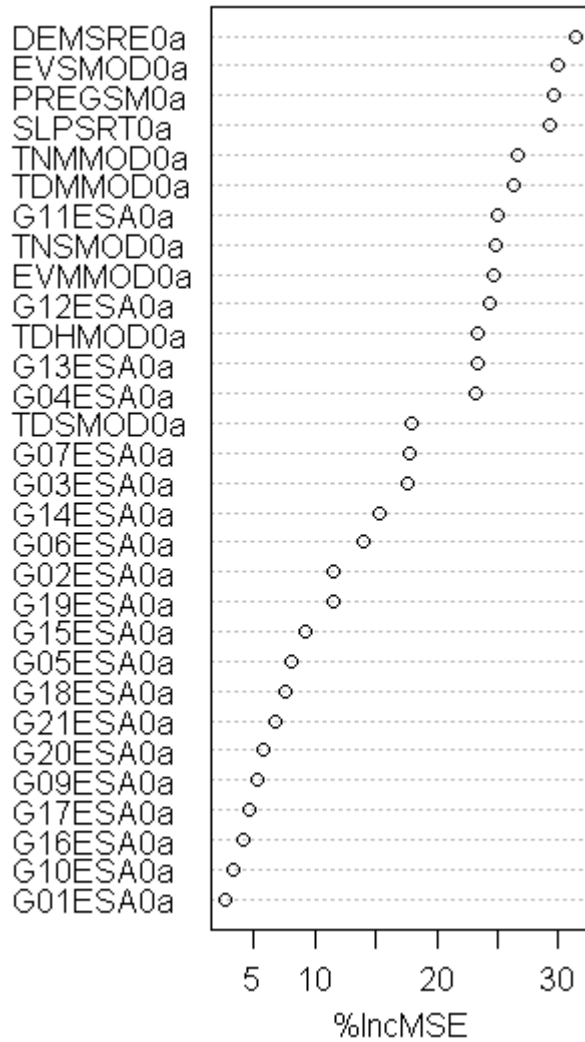 DEMSRE0a
EVSMOD0a
PREGSM0a
SLPSRT0a
TNMMOD0a
TDMMOD0a
G11ESA0a
TNSMOD0a
EVMMOD0a
G12ESA0a
TDHMOD0a
G13ESA0a
G04ESA0a
TDSMOD0a
G07ESA0a
G03ESA0a
G14ESA0a
G06ESA0a
G02ESA0a
G19ESA0a
G15ESA0a
G05ESA0a
G18ESA0a
G21ESA0a
G20ESA0a
G09ESA0a
G17ESA0a
G16ESA0a
G10ESA0a
G01ESA0a
5 10 20 30
%IncMSE